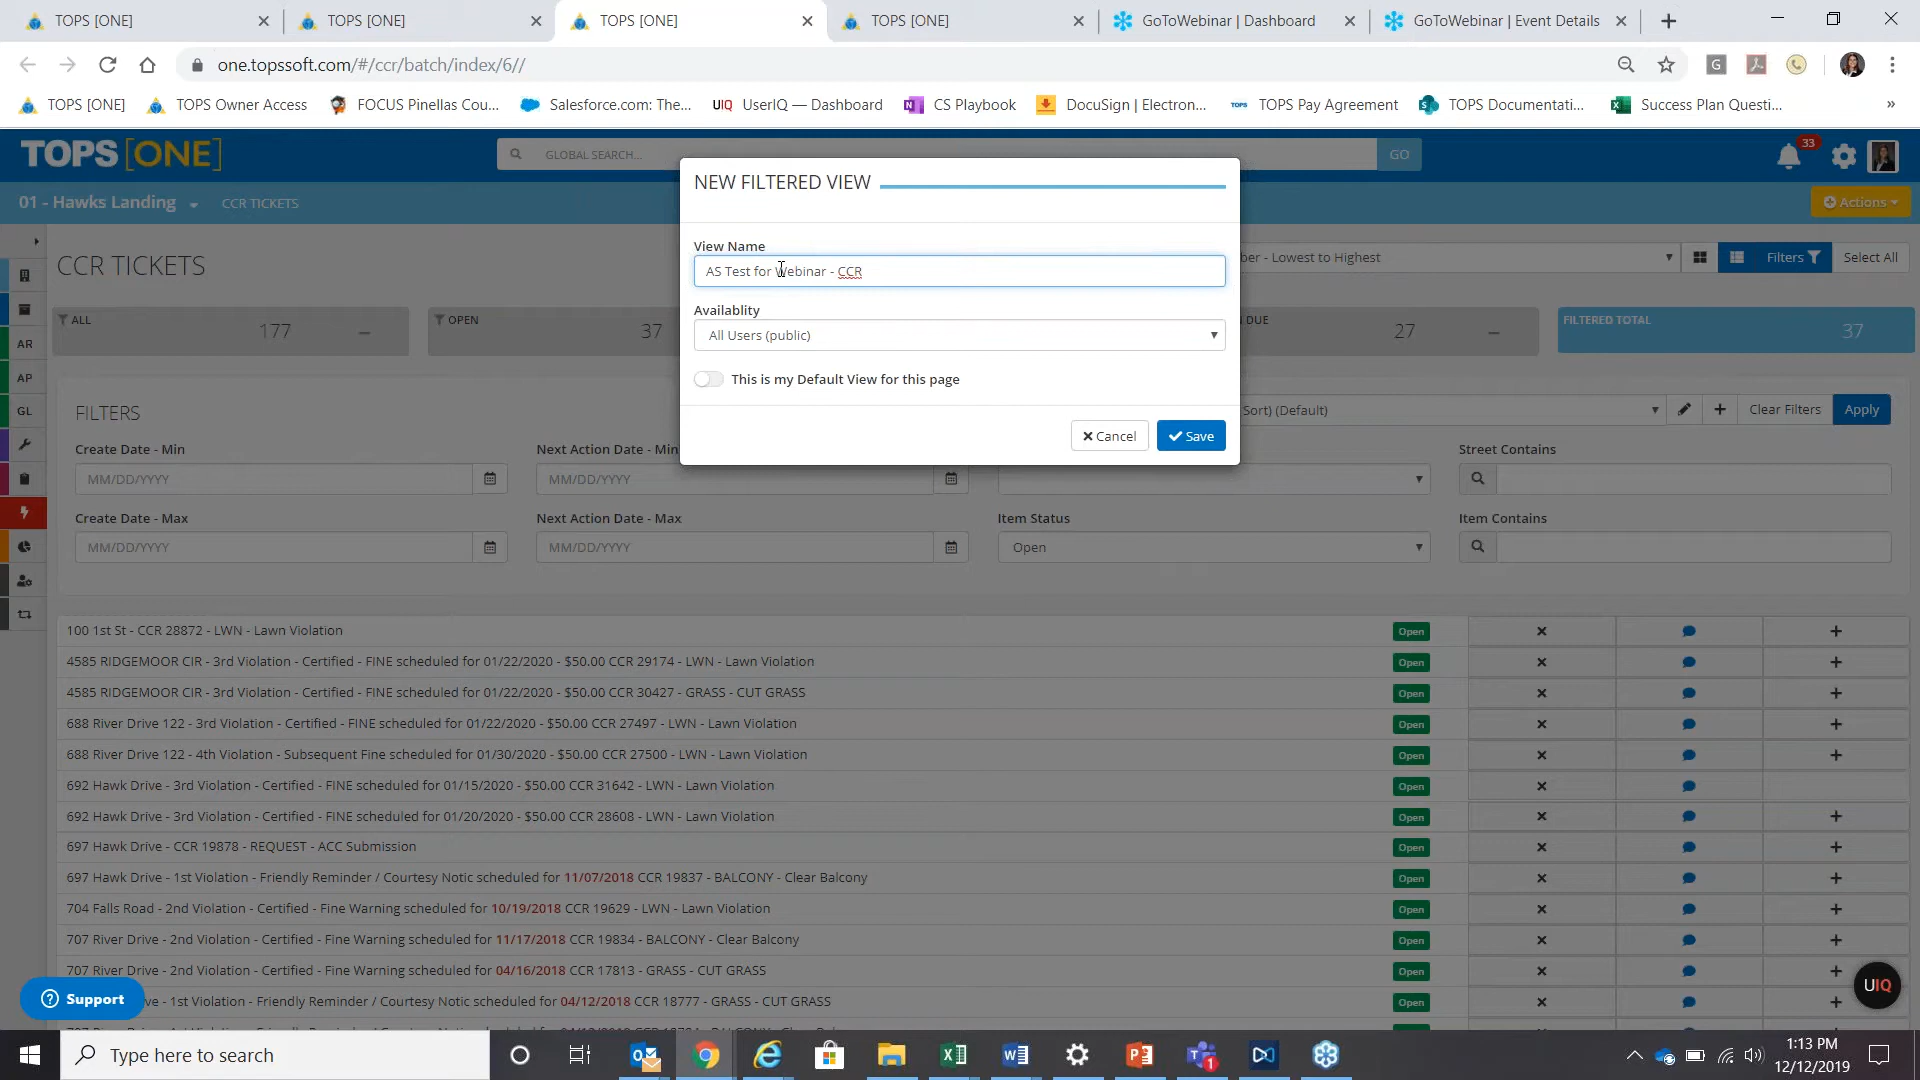 TOPS [ONE]
TOPS [ONE]
TOPS [ONE]
TOPS [ONE]
GoToWebinar | Dashboard
GoToWebinar | Event Details
one.topssoft.com/#/ccr/batch/index/6//
TOPS [ONE]
TOPS Owner Access
FOCUS Pinellas Cou...
Salesforce.com: The...
UserIQ — Dashboard
CS Playbook
DocuSign | Electron...
TOPS Pay Agreement
TOPS Documentati...
Success Plan Questi...
TOPS [ONE]
GLOBAL SEARCH...
GO
33
01 - Hawks Landing
CCR TICKETS
Actions
NEW FILTERED VIEW
View Name
AS Test for Webinar - CCR
Availablity
All Users (public)
This is my Default View for this page
Cancel
Save
CCR TICKETS
ber - Lowest to Highest
Filters
Select All
ALL
177
OPEN
37
DUE
27
FILTERED TOTAL
37
AR
AP
GL
FILTERS
Sort) (Default)
Clear Filters
Apply
Create Date - Min
Next Action Date - Min
Street Contains
MM/DD/YYYY
MM/DD/YYYY
Create Date - Max
Next Action Date - Max
Item Status
Item Contains
MM/DD/YYYY
MM/DD/YYYY
Open
100 1st St - CCR 28872 - LWN - Lawn Violation Open
4585 RIDGEMOOR CIR - 3rd Violation - Certified - FINE scheduled for 01/22/2020 - $50.00 CCR 29174 - LWN - Lawn Violation Open
4585 RIDGEMOOR CIR - 3rd Violation - Certified - FINE scheduled for 01/22/2020 - $50.00 CCR 30427 - GRASS - CUT GRASS Open
688 River Drive 122 - 3rd Violation - Certified - FINE scheduled for 01/22/2020 - $50.00 CCR 27497 - LWN - Lawn Violation Open
688 River Drive 122 - 4th Violation - Subsequent Fine scheduled for 01/30/2020 - $50.00 CCR 27500 - LWN - Lawn Violation Open
692 Hawk Drive - 3rd Violation - Certified - FINE scheduled for 01/15/2020 - $50.00 CCR 31642 - LWN - Lawn Violation Open
692 Hawk Drive - 3rd Violation - Certified - FINE scheduled for 01/20/2020 - $50.00 CCR 28608 - LWN - Lawn Violation Open
697 Hawk Drive - CCR 19878 - REQUEST - ACC Submission Open
697 Hawk Drive - 1st Violation - Friendly Reminder / Courtesy Notic scheduled for 11/07/2018 CCR 19837 - BALCONY - Clear Balcony Open
704 Falls Road - 2nd Violation - Certified - Fine Warning scheduled for 10/19/2018 CCR 19629 - LWN - Lawn Violation Open
707 River Drive - 2nd Violation - Certified - Fine Warning scheduled for 11/17/2018 CCR 19834 - BALCONY - Clear Balcony Open
707 River Drive - 2nd Violation - Certified - Fine Warning scheduled for 04/16/2018 CCR 17813 - GRASS - CUT GRASS Open
ve - 1st Violation - Friendly Reminder / Courtesy Notic scheduled for 04/12/2018 CCR 18777 - GRASS - CUT GRASS Open
Support
UIQ
Type here to search
1:13 PM
12/12/2019